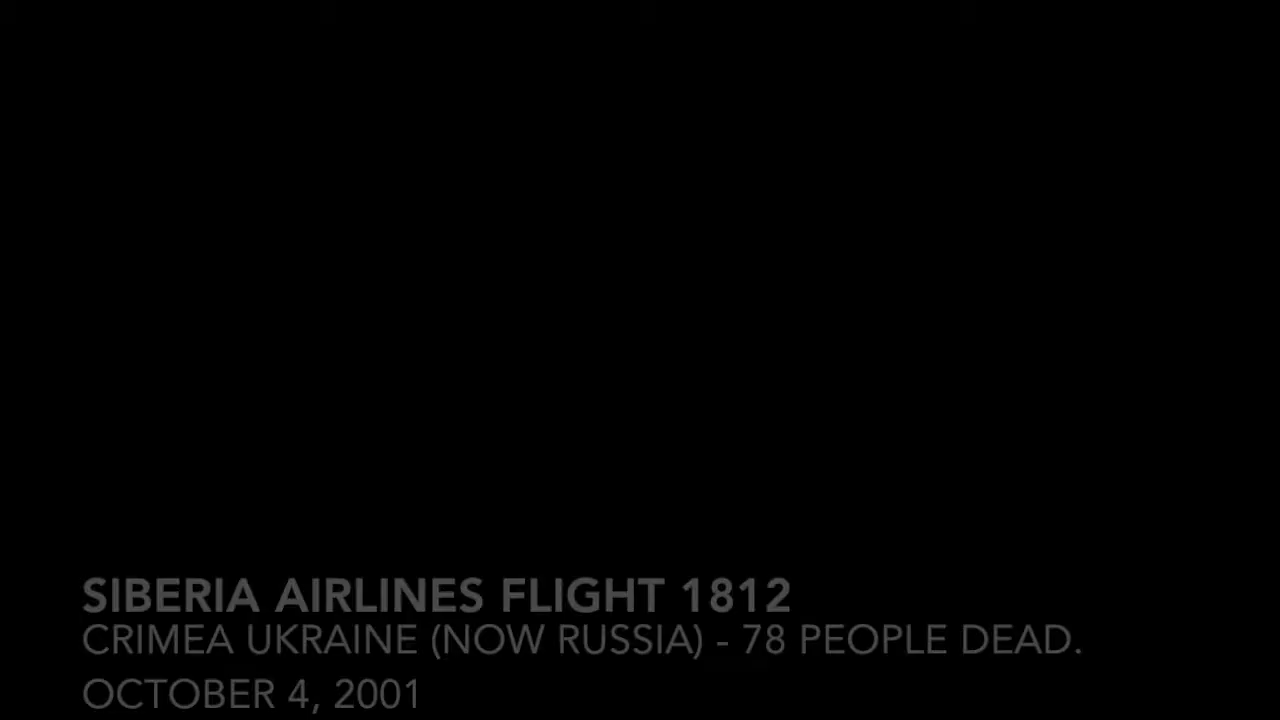 SIBERIA AIRLINES FLIGHT 1812
CRIMEA UKRAINE (NOW RUSSIA) - 78 PEOPLE DEAD.
OCTOBER 4, 2001